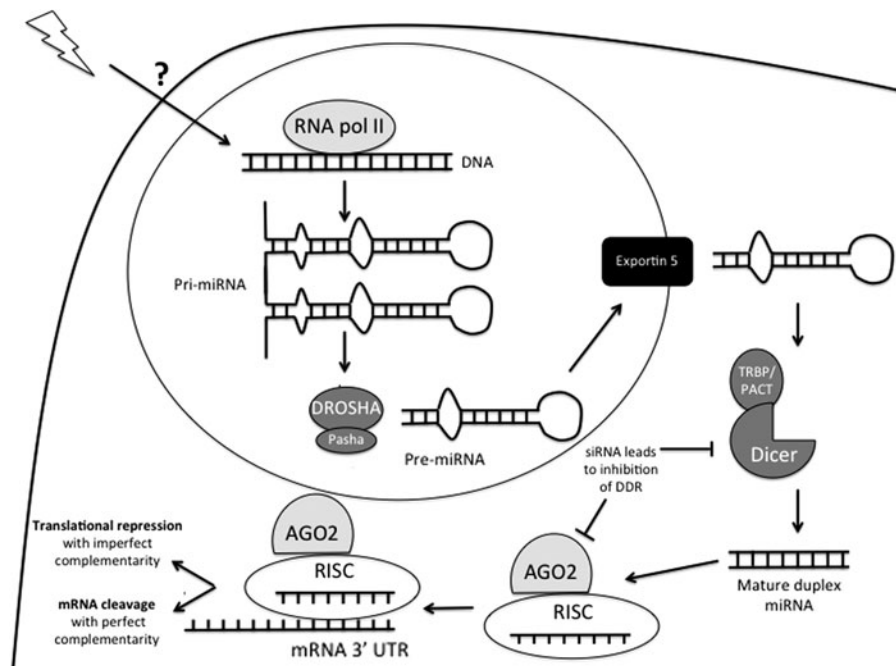 ?
RNA pol II
DNA
Pri-miRNA
Exportin 5
DROSHA
Pasha
Pre-miRNA
TRBP/
PACT
Dicer
siRNA leads
to inhibition
of DDR
Mature duplex
miRNA
AGO2
RISC
AGO2
RISC
mRNA 3' UTR
Translational repression
with imperfect
complementarity
mRNA cleavage
with perfect
complementarity